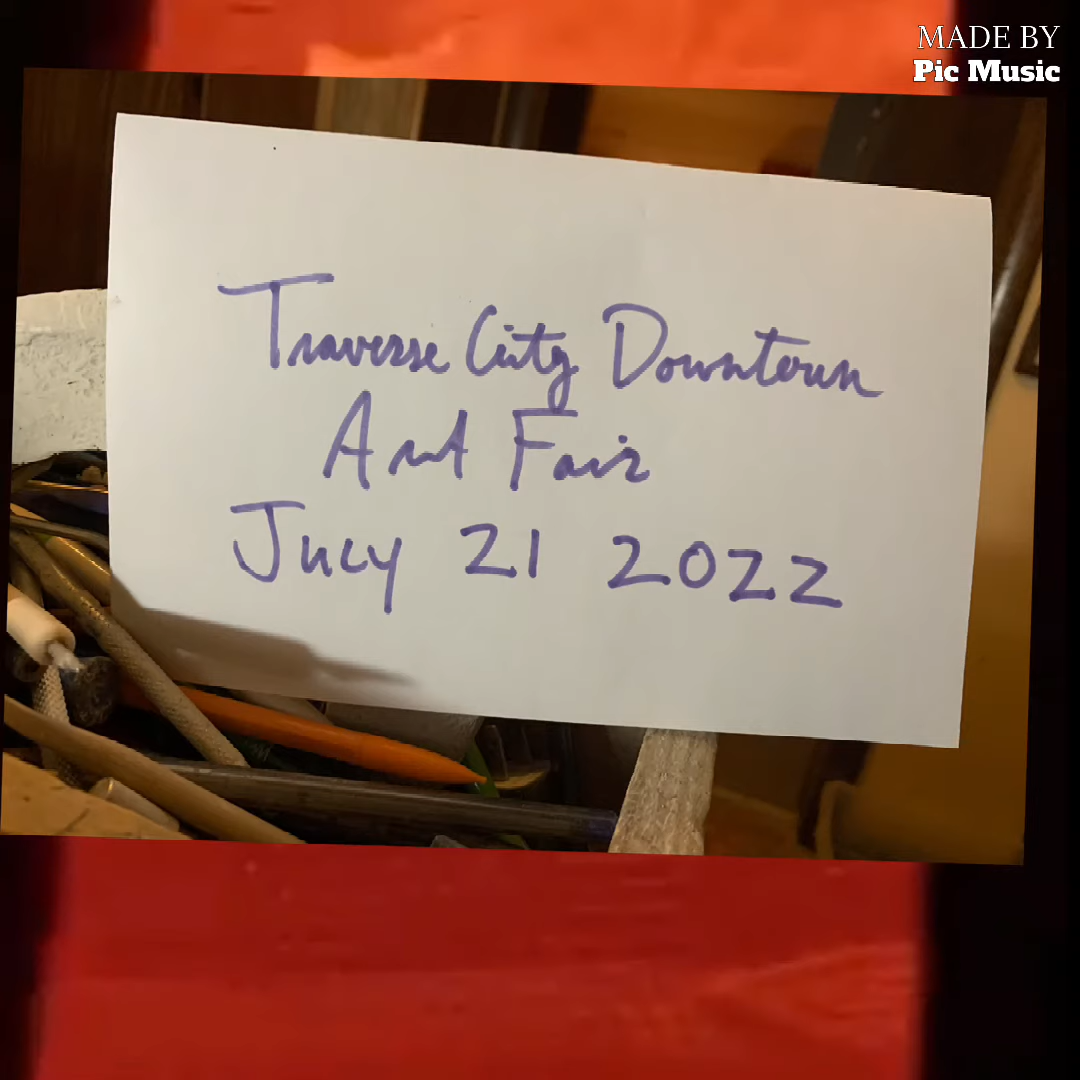 MADE BY
Pic Music
Traverse City Downtown
Art Fair
July 21 2022